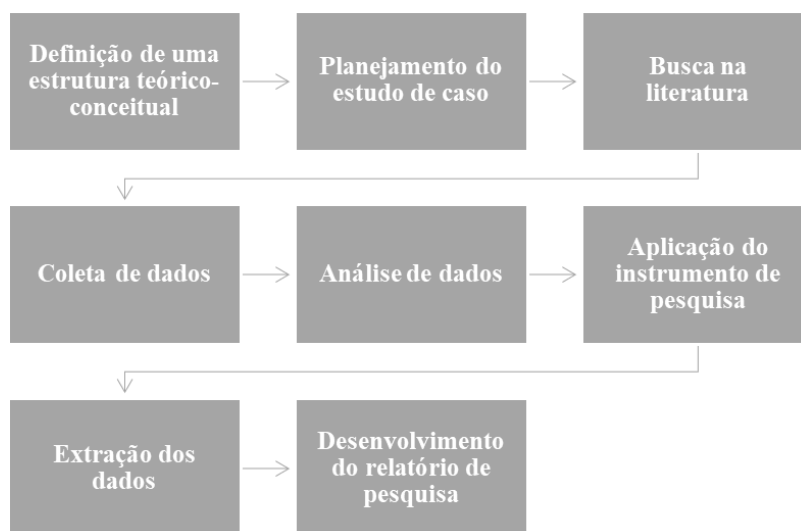 Definição de uma
estrutura teórico-
conceitual
Planejamento do
estudo de caso
Busca na
literatura
Coleta de dados
Análise de dados
Aplicação do
instrumento de
pesquisa
Extração dos
dados
Desenvolvimento
do relatório de
pesquisa